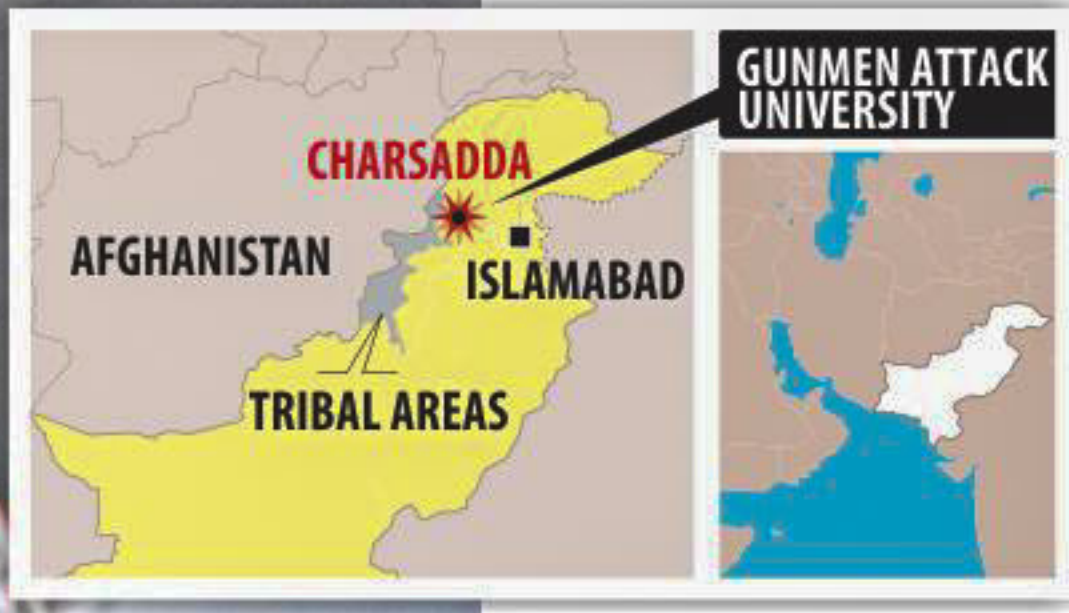 GUNMEN ATTACK
UNIVERSITY
CHARSADDA
AFGHANISTAN
ISLAMABAD
TRIBAL AREAS